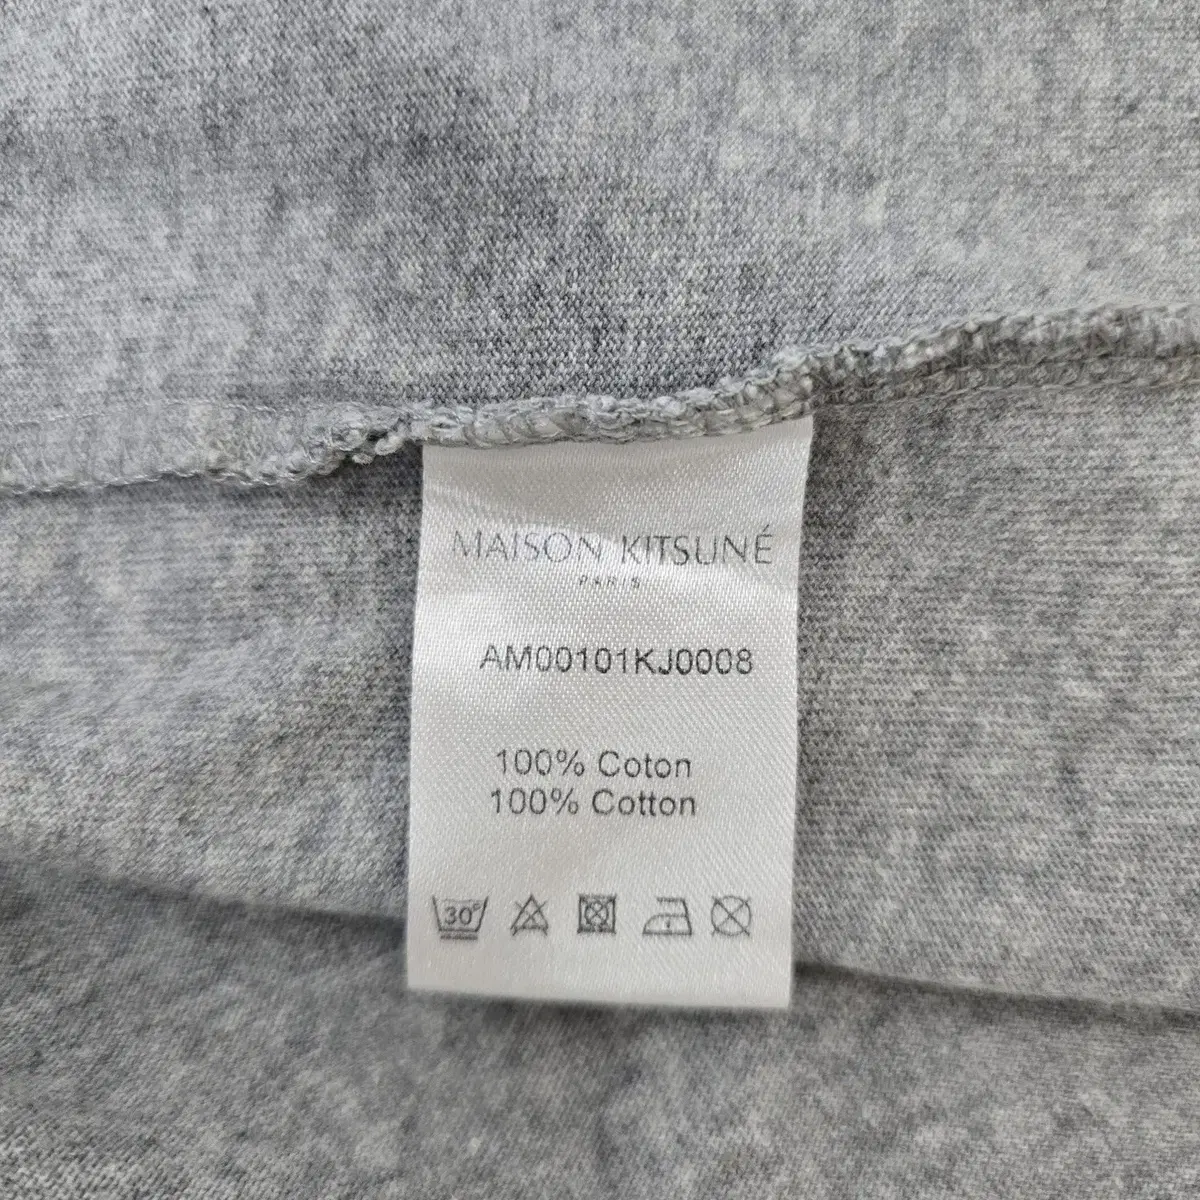 MAISON KITSUNÉ
PARIS
AM00101KJ0008
100% Coton
100% Cotton
30°